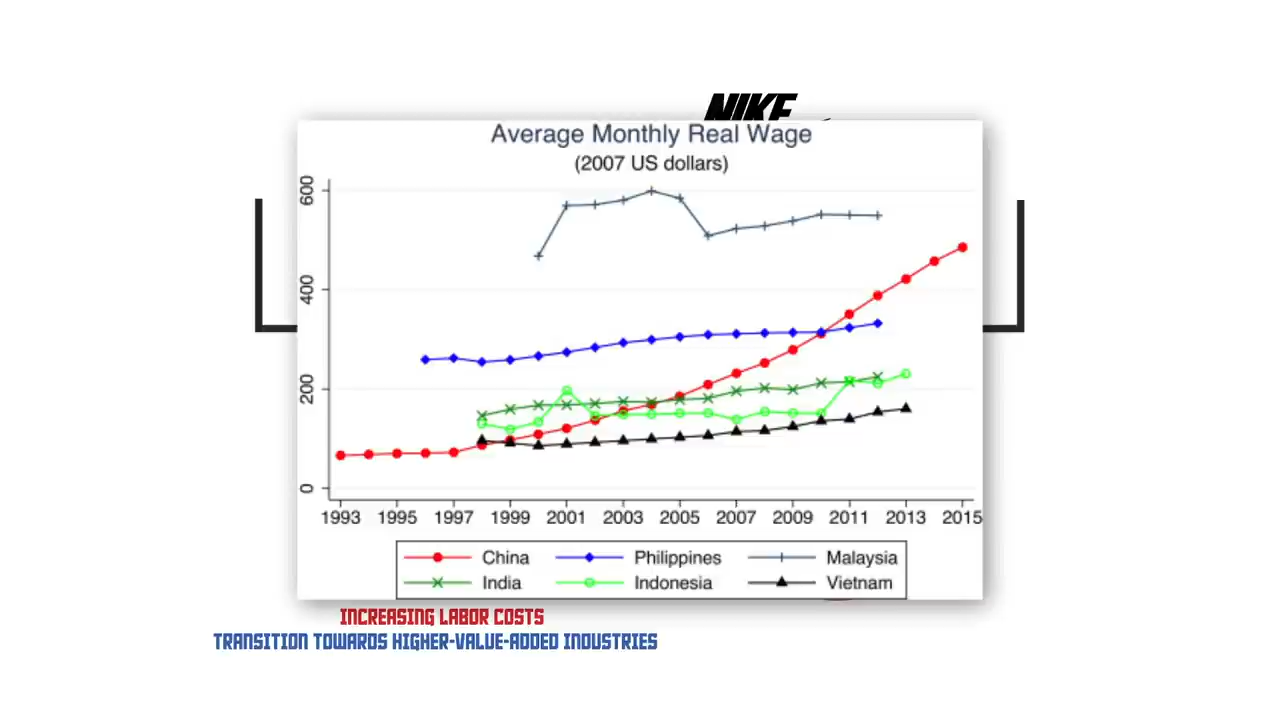 NIKE
Average Monthly Real Wage
(2007 US dollars)
600
400
200
0
1993 1995 1997 1999 2001 2003 2005 2007 2009 2011 2013 2015
China Philippines Malaysia
India Indonesia Vietnam
INCREASING LABOR COSTS
TRANSITION TOWARDS HIGHER-VALUE-ADDED INDUSTRIES